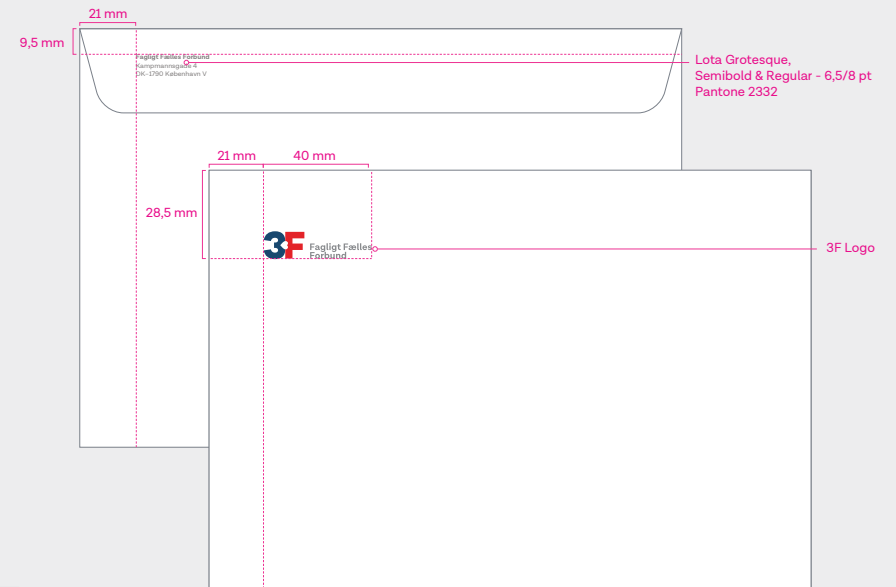 21 mm
9,5 mm
Fagligt Fælles Forbund
Kampmannsgade 4
DK-1790 København V
Lota Grotesque,
Semibold & Regular - 6,5/8 pt
Pantone 2332
21 mm
40 mm
28,5 mm
3F
Fagligt Fælles
Forbund
3F Logo